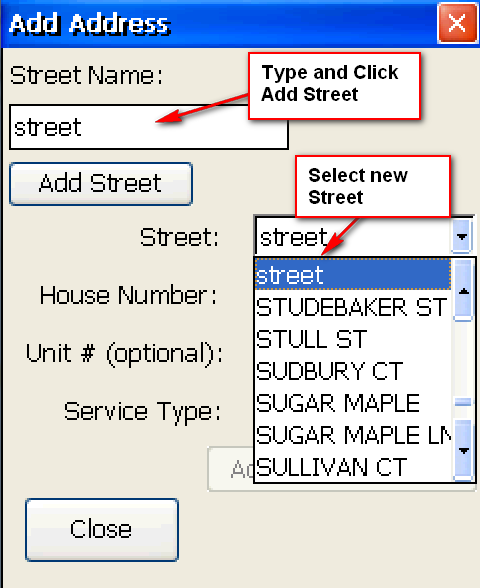 Add Address
Street Name:
Type and Click
Add Street
street
Add Street
Select new
Street
Street:
street
street
House Number:
STUDEBAKER ST
STULL ST
Unit # (optional):
SUDBURY CT
SUGAR MAPLE
Service Type:
SUGAR MAPLE LN
SULLIVAN CT
Close